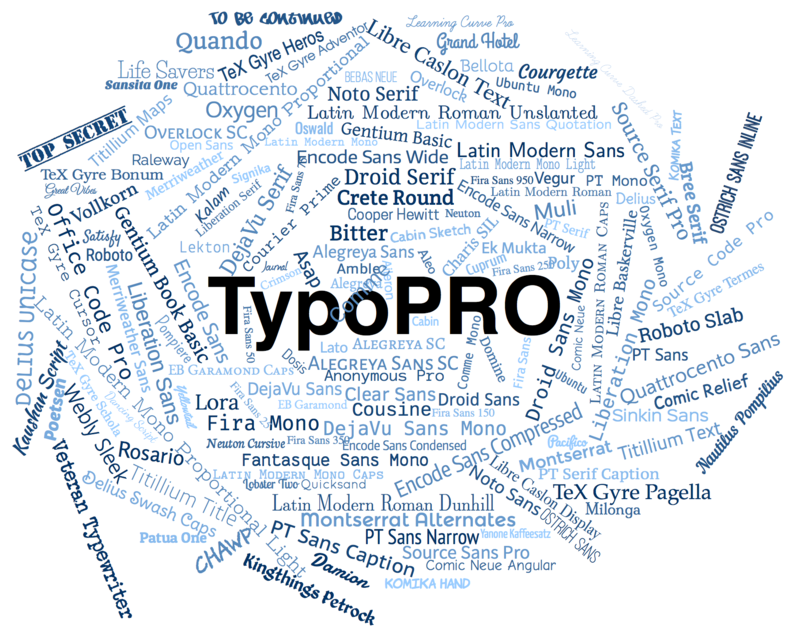 TO BE CONTINUED
Learning Curve Pro
Quando
TeX Gyre Heros
TeX Gyre Adventor
Libre Caslon Text
Grand Hotel
Learning Curve Dashed Pro
Life Savers
Sansita One
Quattrocento
BEBAS NEUE
Overlock
Bellota
Courgette
Ubuntu Mono
Noto Serif
Titillium Maps
Oxygen
Latin Modern Mono Proportional
Latin Modern Roman Unslanted
TOP SECRET
OVERLOCK SC
Oswald
Gentium Basic
Latin Modern Sans Quotation
Source Serif Pro
KOMIKA TEXT
OSTRICH SANS INLINE
Open Sans
Latin Modern Mono
Latin Modern Sans
Raleway
Merriweather
Encode Sans Wide
Latin Modern Mono Light
Bree Serif
TeX Gyre Bonum
Signika
Droid Serif
Fira Sans 950
Vegur
PT Mono
Great Vibes
Vollkorn
Kalam
Liberation Serif
DejaVu Serif
Courier Prime
Crete Round
Encode Sans Narrow
Latin Modern Roman
Delius
Cooper Hewitt
Neuton
Muli
PT Serif
Oxygen Mono
Source Code Pro
TeX Gyre Cursor
Office Code Pro
Satisfy
Gentium Book Basic
Bitter
Cabin Sketch
Charis SIL
Ek Mukta
Lekton
Roboto
Alegreya Sans
Aleo
Cuprum
Fira Sans 250
Poly
LATIN MODERN ROMAN CAPS
Libre Baskerville
DELIUS UNICASE
Encode Sans
Journal
Asap
Amble
Crimson
TeX Gyre Termes
Merriweather Sans
Liberation Sans
TypoPRO
Droid Sans Mono
Comic Neue
Liberation Mono
Latin Modern Mono Proportional Light
Fira Sans 50
Cabin
Roboto Slab
Dosis
Lato
ALEGREYA SC
Comme Mono
Domine
Fira Sans
PT Sans
Kaushan Script
TeX Gyre Schola
EB GARAMOND CAPS
ALEGREYA SANS SC
Anonymous Pro
Ubuntu
Quattrocento Sans
Poetsen
Webly Sleek
Dancing Script
DejaVu Sans
Clear Sans
Droid Sans
Comic Relief
Nautilus Pompilius
Lora
EB Garamond
Cousine
Fira Sans 150
Sinkin Sans
Fira Mono
DejaVu Sans Mono
Encode Sans Compressed
Pacifico
Titillium Text
Veteran Typewriter
Rosario
Neuton Cursive
Fira Sans 350
Encode Sans Condensed
Montserrat
Fantasque Sans Mono
Noto Sans
Libre Caslon Display
PT Serif Caption
Titillium Title
LATIN MODERN MONO CAPS
Delius Swash Caps
Lobster Two
Quicksand
TeX Gyre Pagella
Latin Modern Roman Dunhill
Milonga
Montserrat Alternates
OSTRICH SANS
Patua One
CHAWP
PT Sans Caption
PT Sans Narrow
Yanone Kaffeesatz
Source Sans Pro
Kingthings Petrock
Damion
Comic Neue Angular
KOMIKA HAND